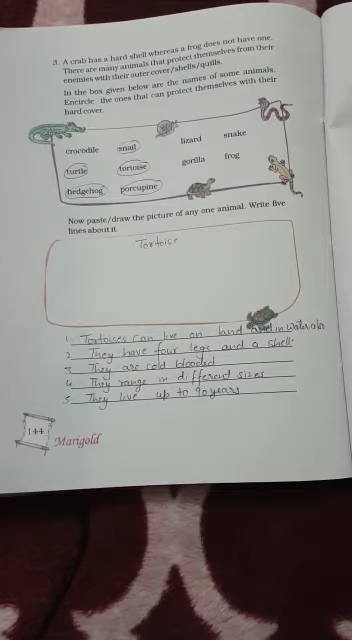 3. A crab has a hard shell whereas a frog does not have one.
There are many animals that protect themselves from their
enemies with their outer cover/shells/quills.
In the box given below are the names of some animals.
Encircle the ones that can protect themselves with their
hard cover.
crocodile snail lizard snake
turtle tortoise gorilla frog
hedgehog porcupine
Now paste/draw the picture of any one animal. Write five
lines about it.
Tortoise
1. Tortoises can live on land and in water also
2. They have four legs and a shell.
3. They are cold blooded
4. They range in different sizes
5. They live up to 90 years
144
Marigold